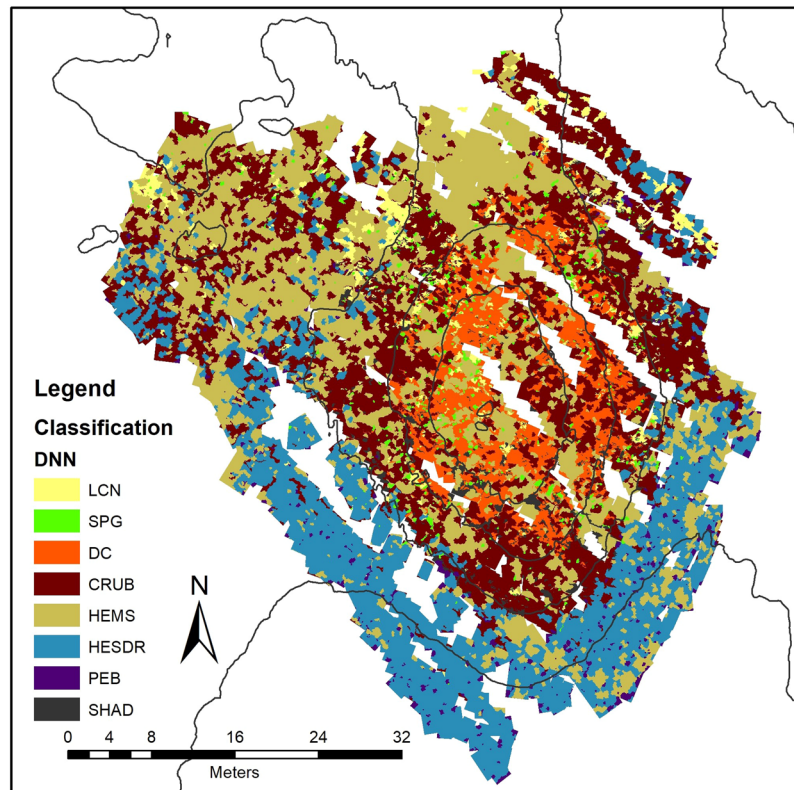 Legend
Classification
DNN
LCN
SPG
DC
CRUB
HEMS
HESDR
PEB
SHAD
N
0 4 8 16 24 32
Meters